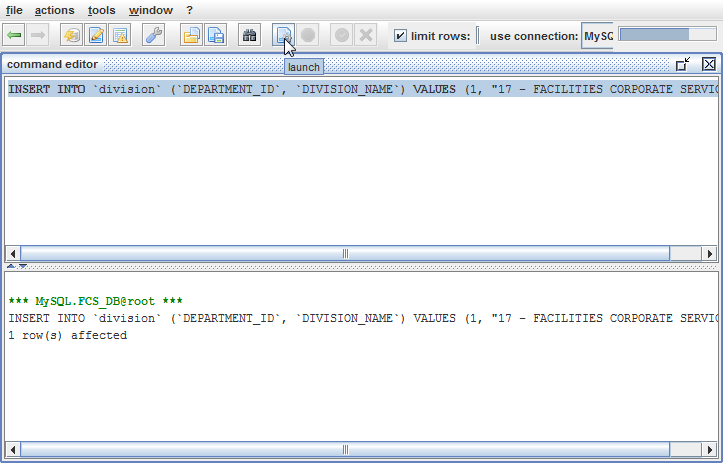 file actions tools window ?
limit rows: use connection: MySQ
launch
command editor
INSERT INTO `division` (`DEPARTMENT_ID`, `DIVISION_NAME`) VALUES (1, "17 - FACILITIES CORPORATE SERVIC
*** MySQL.FCS_DB@root ***
INSERT INTO `division` (`DEPARTMENT_ID`, `DIVISION_NAME`) VALUES (1, "17 - FACILITIES CORPORATE SERVIC
1 row(s) affected